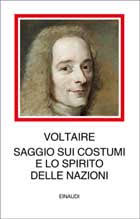 VOLTAIRE
SAGGIO SUI COSTUMI
E LO SPIRITO
DELLE NAZIONI
EINAUDI